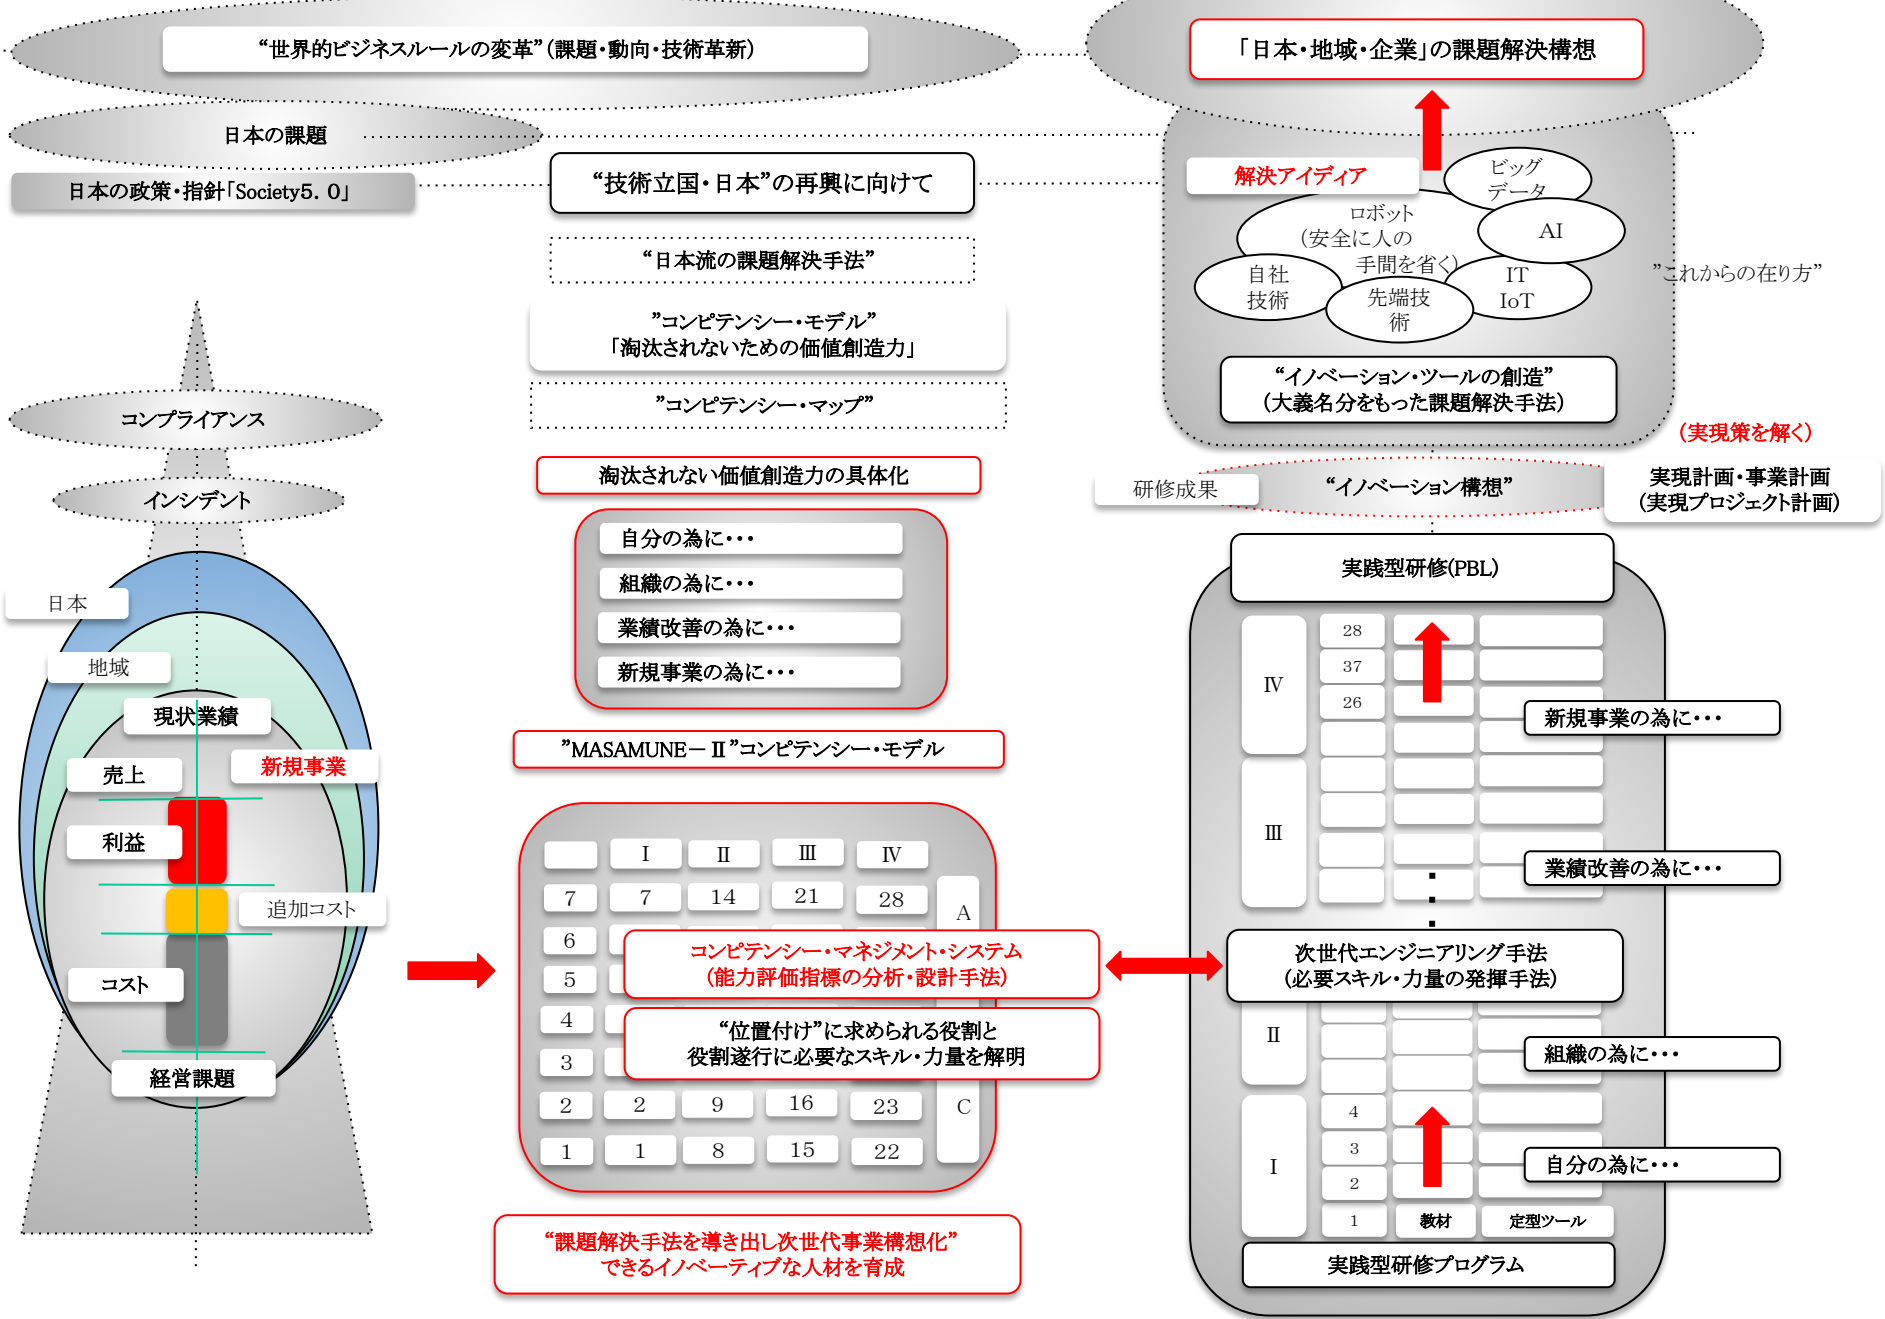 “世界的ビジネスルールの変革”（課題・動向・技術革新）
日本の課題
日本の政策・指針「Society5．0」
“技術立国・日本”の再興に向けて
“日本流の課題解決手法”
”コンピテンシー・モデル”
「淘汰されないための価値創造力」
”コンピテンシー・マップ”
淘汰されない価値創造力の具体化
自分の為に・・・
組織の為に・・・
業績改善の為に・・・
新規事業の為に・・・
”MASAMUNE－Ⅱ”コンピテンシー・モデル
コンプライアンス
インシデント
日本
地域
現状業績
売上
新規事業
利益
追加コスト
コスト
経営課題
Ⅰ Ⅱ Ⅲ Ⅳ
7 7 14 21 28
A
6
5
4
3
2 2 9 16 23
C
1 1 8 15 22
コンピテンシー・マネジメント・システム
（能力評価指標の分析・設計手法）
“位置付け”に求められる役割と
役割遂行に必要なスキル・力量を解明
“課題解決手法を導き出し次世代事業構想化”
できるイノベーティブな人材を育成
「日本・地域・企業」の課題解決構想
解決アイディア
ビッグ
データ
ロボット
（安全に人の
手間を省く）
AI
自社
技術
先端技
術
IT
IoT
”これからの在り方”
“イノベーション・ツールの創造”
（大義名分をもった課題解決手法）
（実現策を解く）
研修成果
“イノベーション構想”
実現計画・事業計画
（実現プロジェクト計画）
実践型研修(PBL)
Ⅳ
28
37
26
新規事業の為に・・・
Ⅲ
業績改善の為に・・・
次世代エンジニアリング手法
（必要スキル・力量の発揮手法）
Ⅱ
組織の為に・・・
Ⅰ
4
3
自分の為に・・・
2
1 教材 定型ツール
実践型研修プログラム